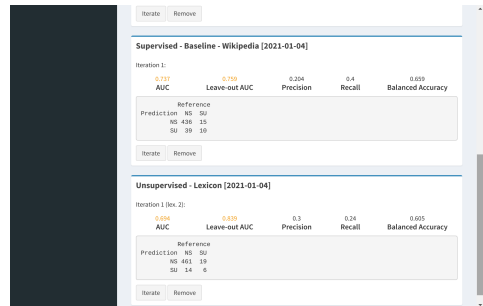 Iterate Remove
Supervised - Baseline - Wikipedia [2021-01-04]
Iteration 1:
0.737 0.759 0.204 0.4 0.659
AUC Leave-out AUC Precision Recall Balanced Accuracy
Reference
Prediction NS SU
NS 436 15
SU 39 10
Iterate Remove
Unsupervised - Lexicon [2021-01-04]
Iteration 1 (lex. 2):
0.694 0.839 0.3 0.24 0.605
AUC Leave-out AUC Precision Recall Balanced Accuracy
Reference
Prediction NS SU
NS 461 19
SU 14 6
Iterate Remove